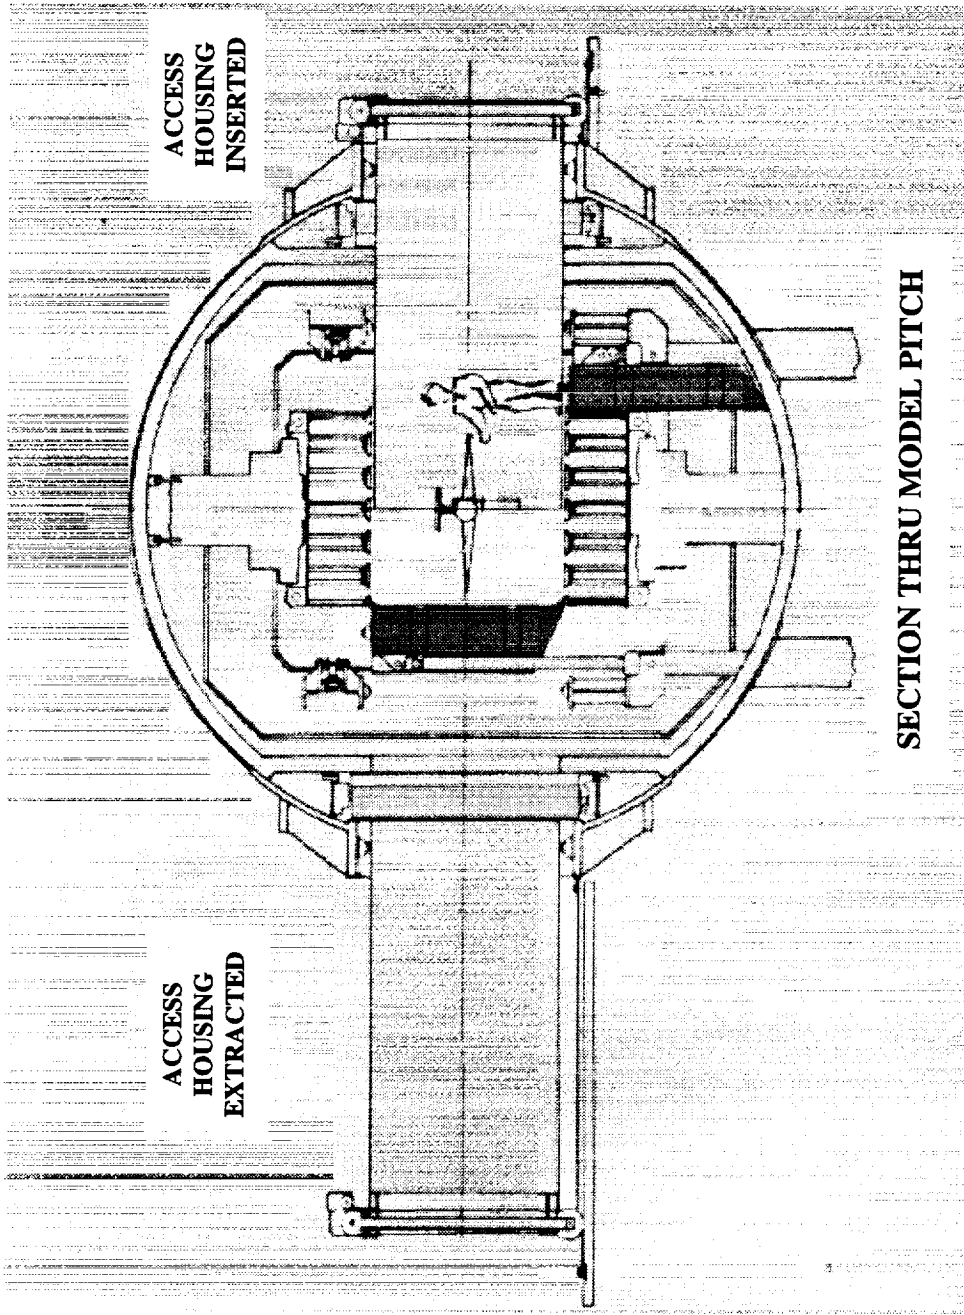 ACCESS
HOUSING
EXTRACTED
ACCESS
HOUSING
INSERTED
SECTION THRU MODEL PITCH